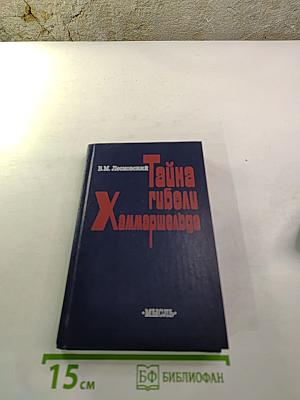 В.М. Лесиовский
Тайна
гибели
Хаммаршельда
«МЫСЛЬ»
15 см
БФ БИБЛИОФАН